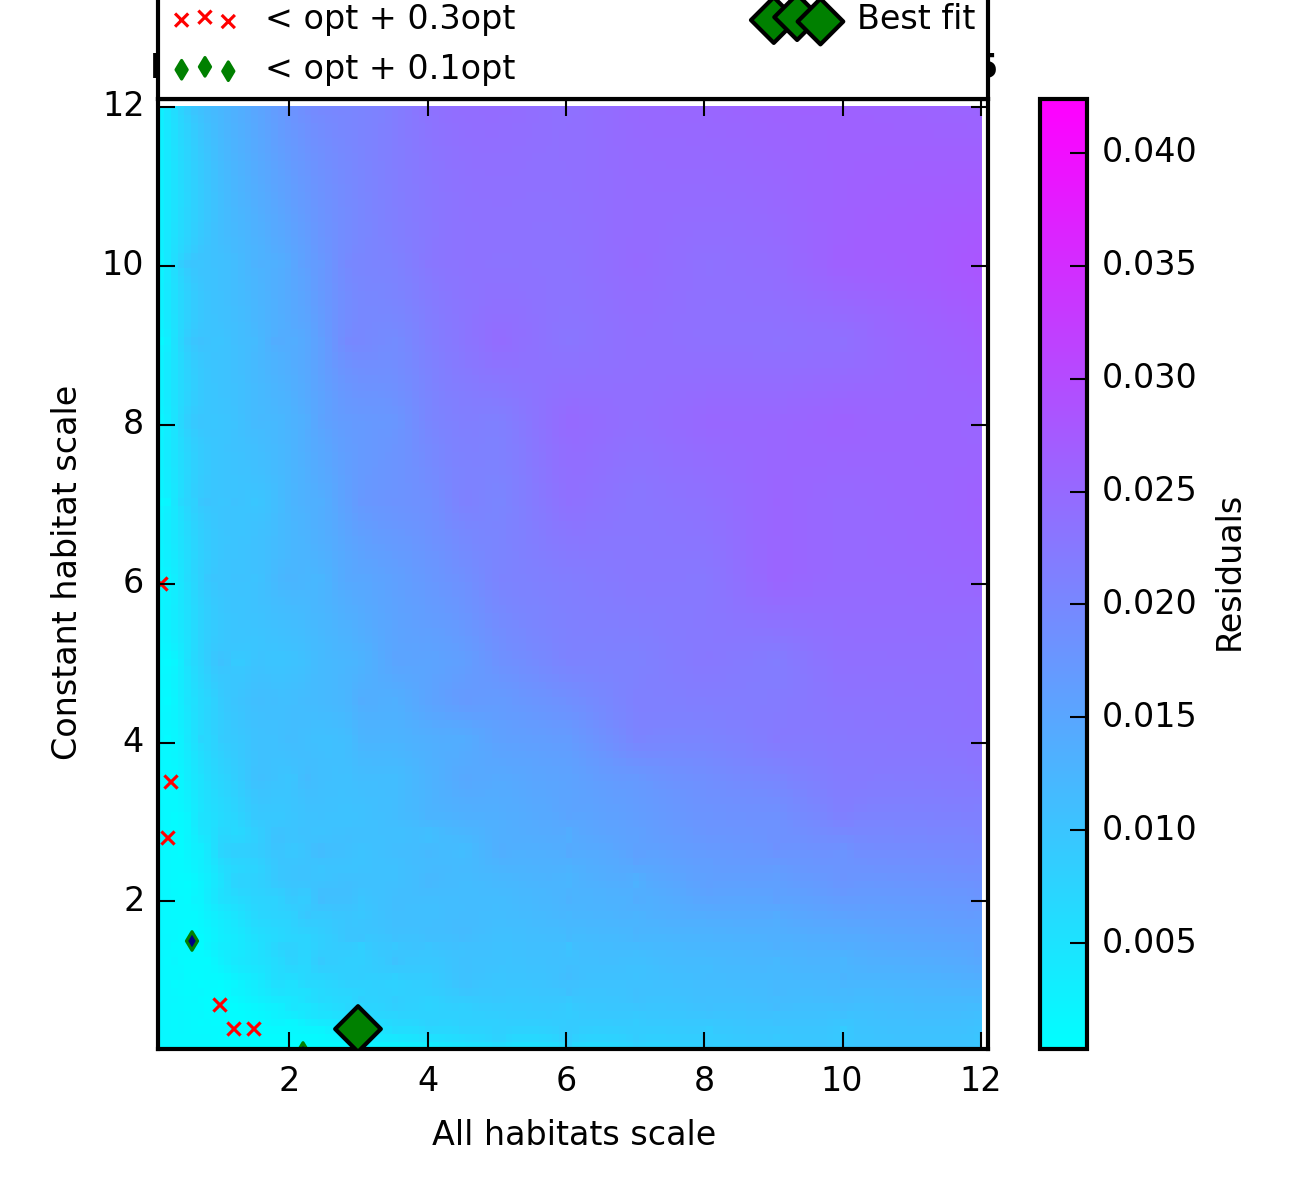 < opt + 0.3opt
Best fit
< opt + 0.1opt
12
10
8
6
4
2
Constant habitat scale
2 4 6 8 10 12
All habitats scale
0.040
0.035
0.030
0.025
0.020
0.015
0.010
0.005
Residuals